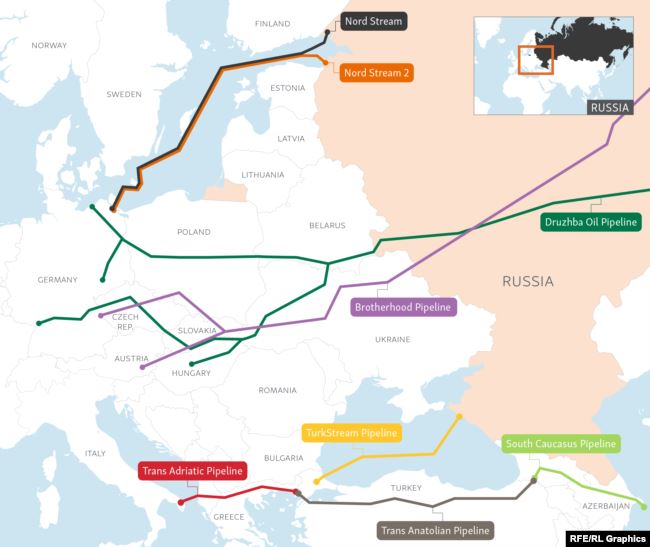 FINLAND
Nord Stream
NORWAY
Nord Stream 2
SWEDEN
ESTONIA
RUSSIA
LATVIA
LITHUANIA
BELARUS
Druzhba Oil Pipeline
POLAND
GERMANY
RUSSIA
Brotherhood Pipeline
CZECH
REP.
SLOVAKIA
UKRAINE
AUSTRIA
HUNGARY
ROMANIA
TurkStream Pipeline
South Caucasus Pipeline
ITALY
BULGARIA
Trans Adriatic Pipeline
TURKEY
AZERBAIJAN
GREECE
Trans Anatolian Pipeline
RFE/RL Graphics